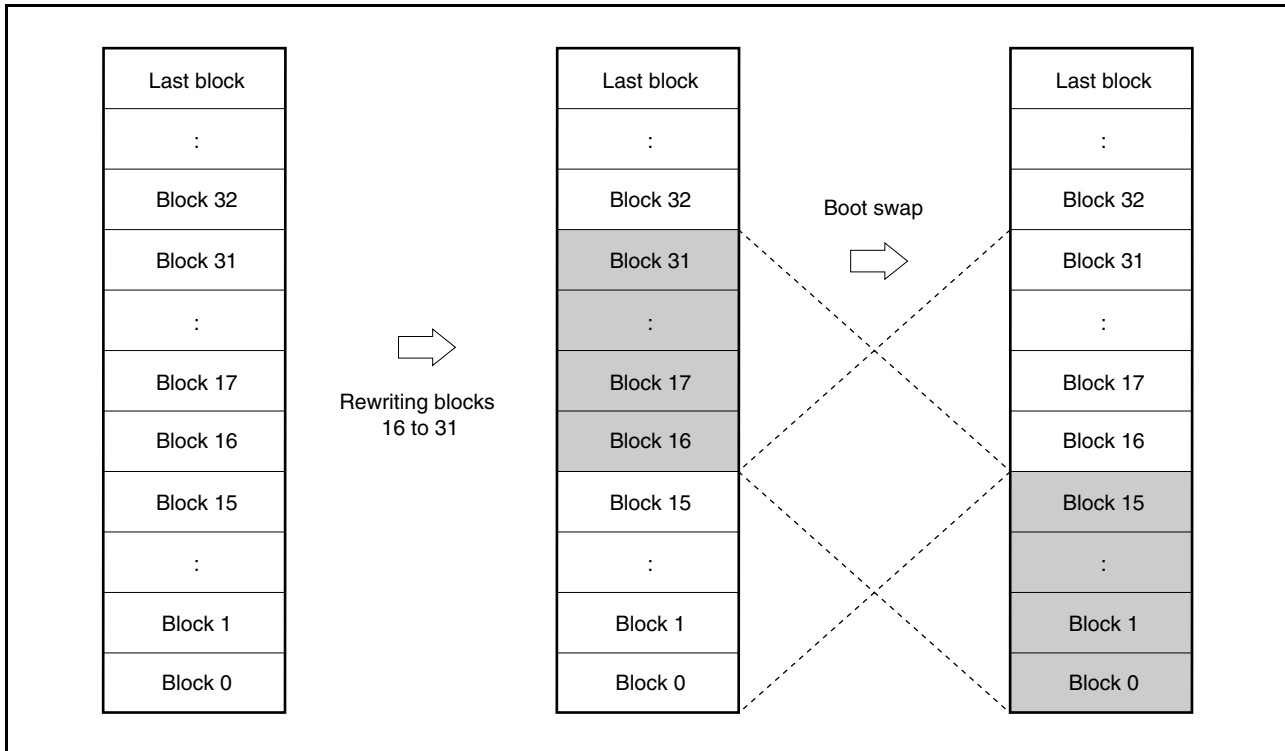 Last block
:
Block 32
Block 31
:
Block 17
Block 16
Block 15
:
Block 1
Block 0
Rewriting blocks
16 to 31
Last block
:
Block 32
Block 31
:
Block 17
Block 16
Block 15
:
Block 1
Block 0
Boot swap
Last block
:
Block 32
Block 31
:
Block 17
Block 16
Block 15
:
Block 1
Block 0